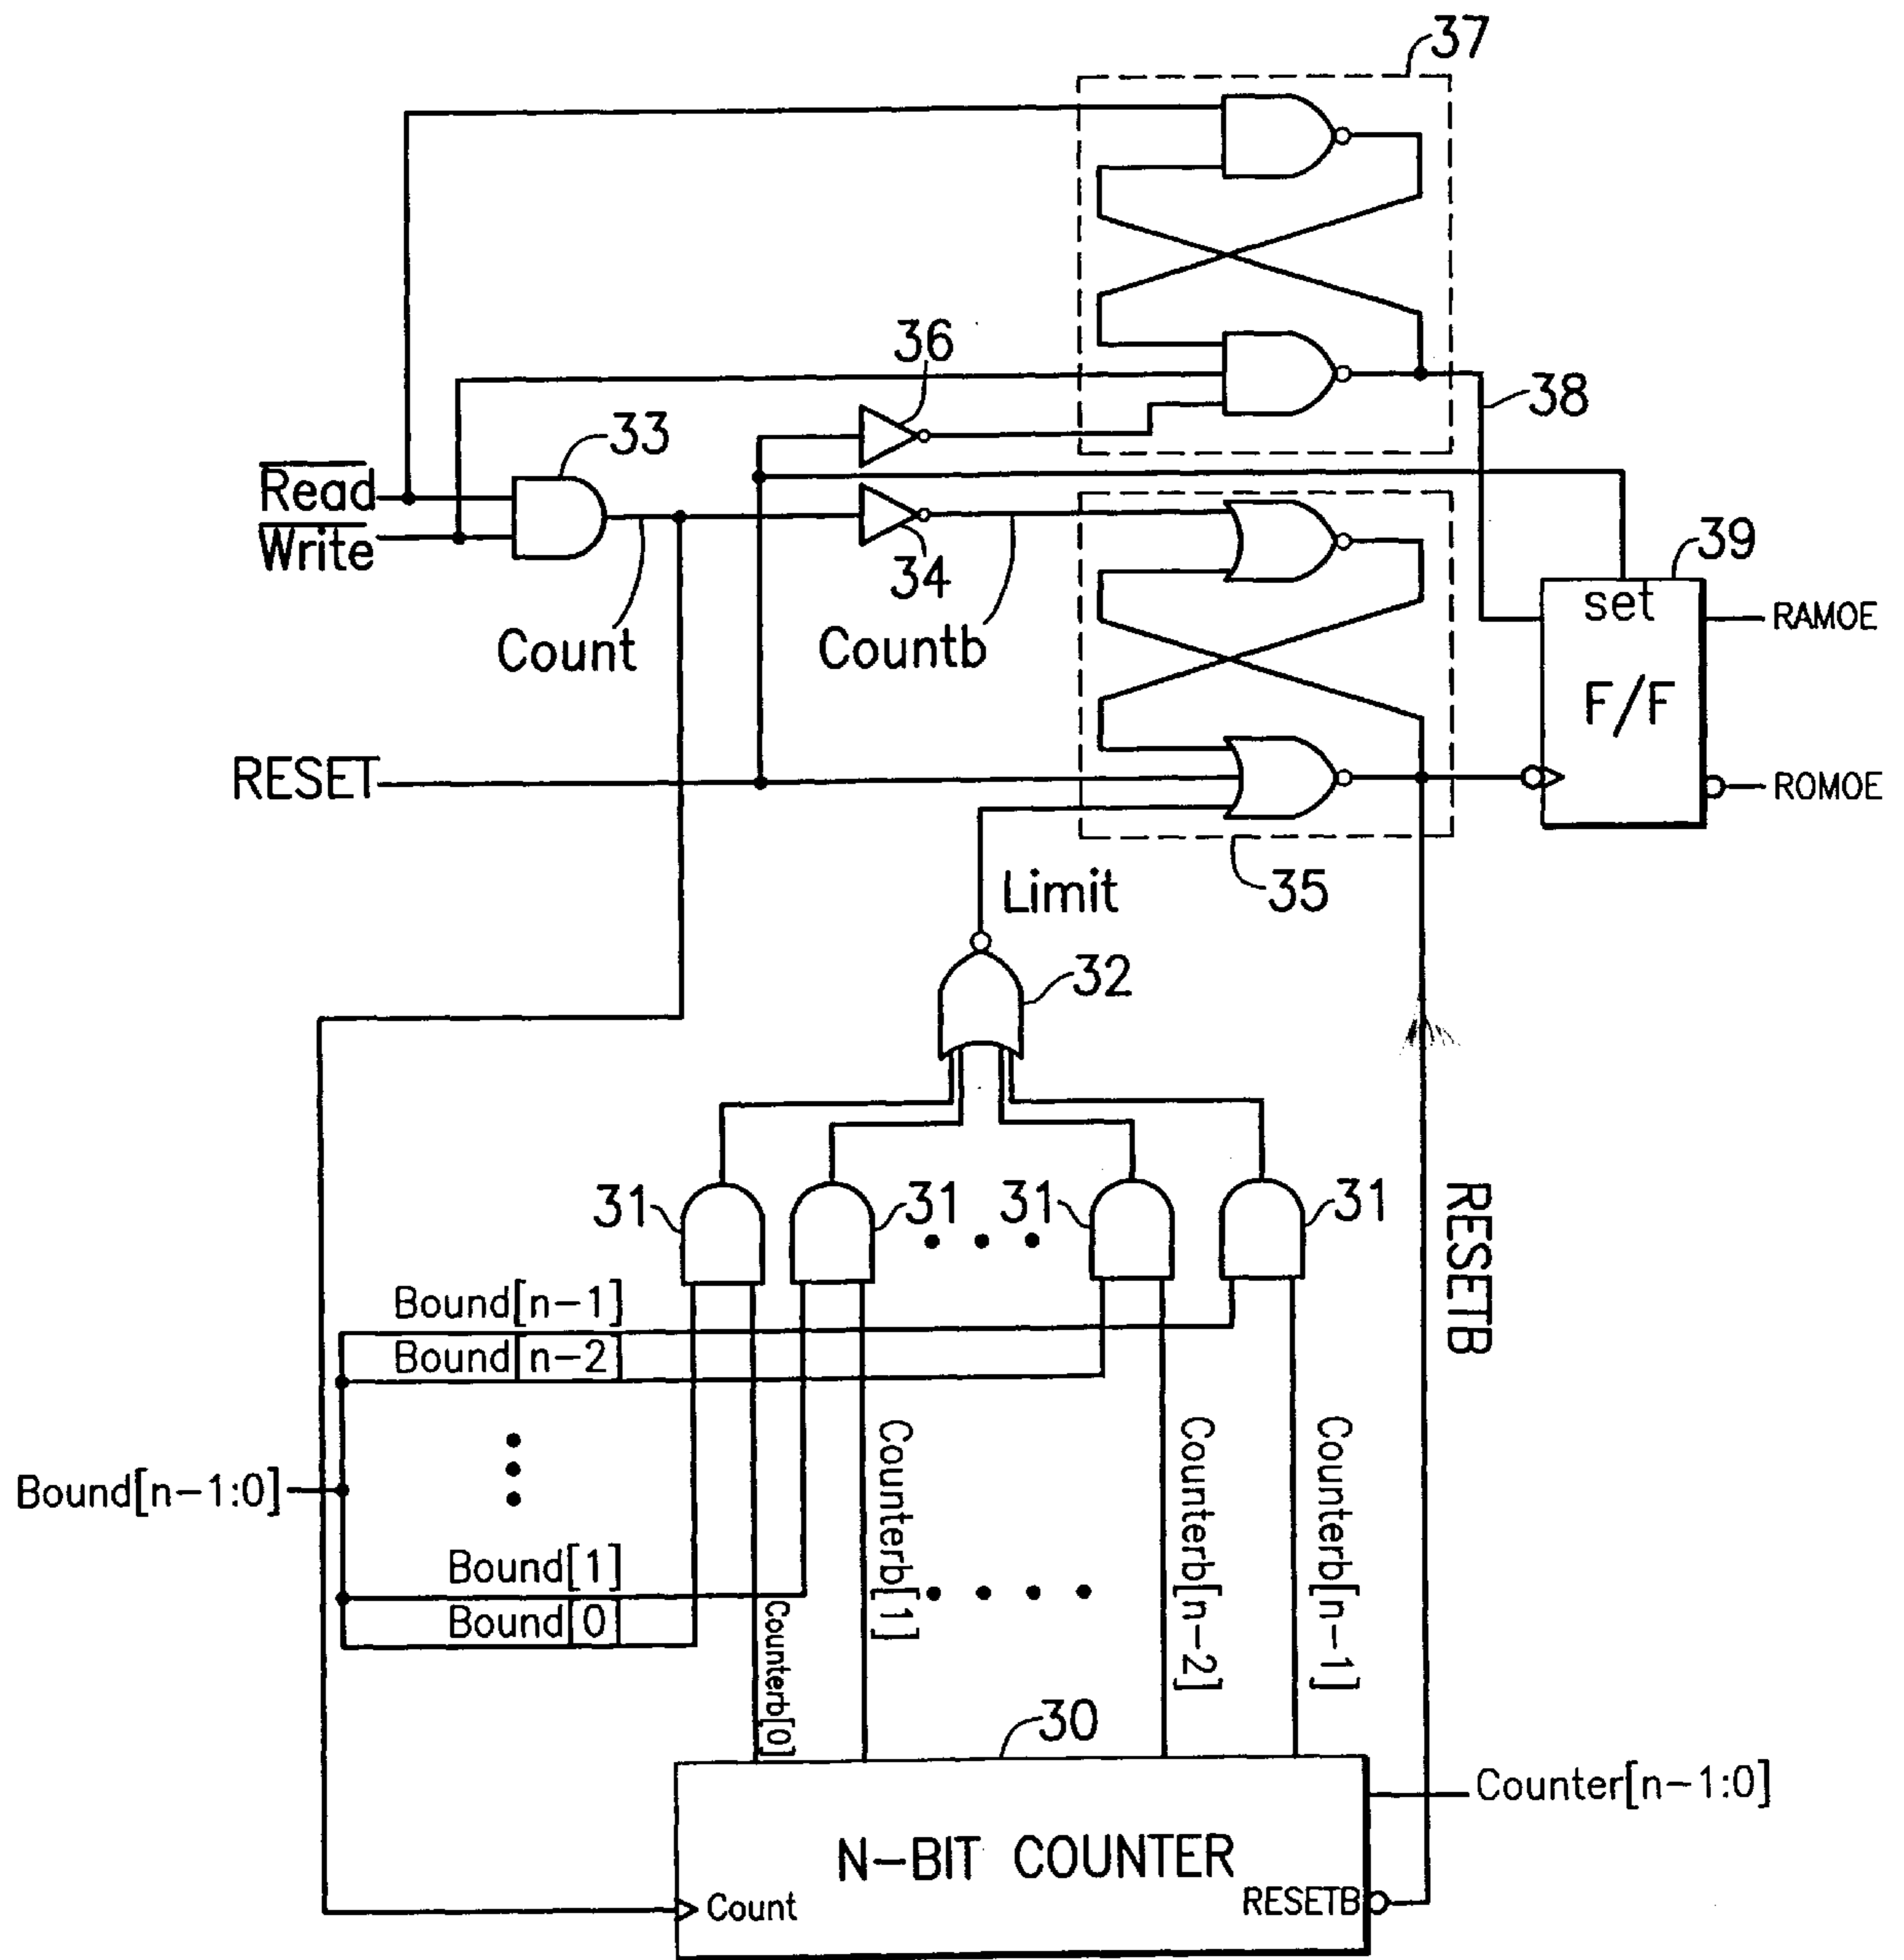 37
36
38
33
Read
Write
34
39
set
RAMOE
Count
Countb
F/F
RESET
ROMOE
35
Limit
32
31
31
31
31
RESETB
Bound[n-1]
Bound[n-2]
Counterb[1]
Counterb[n-2]
Counterb[n-1]
Bound[n-1:0]
Bound[1]
Bound[0]
Counterb[0]
30
Counter[n-1:0]
N-BIT COUNTER
Count
RESETB